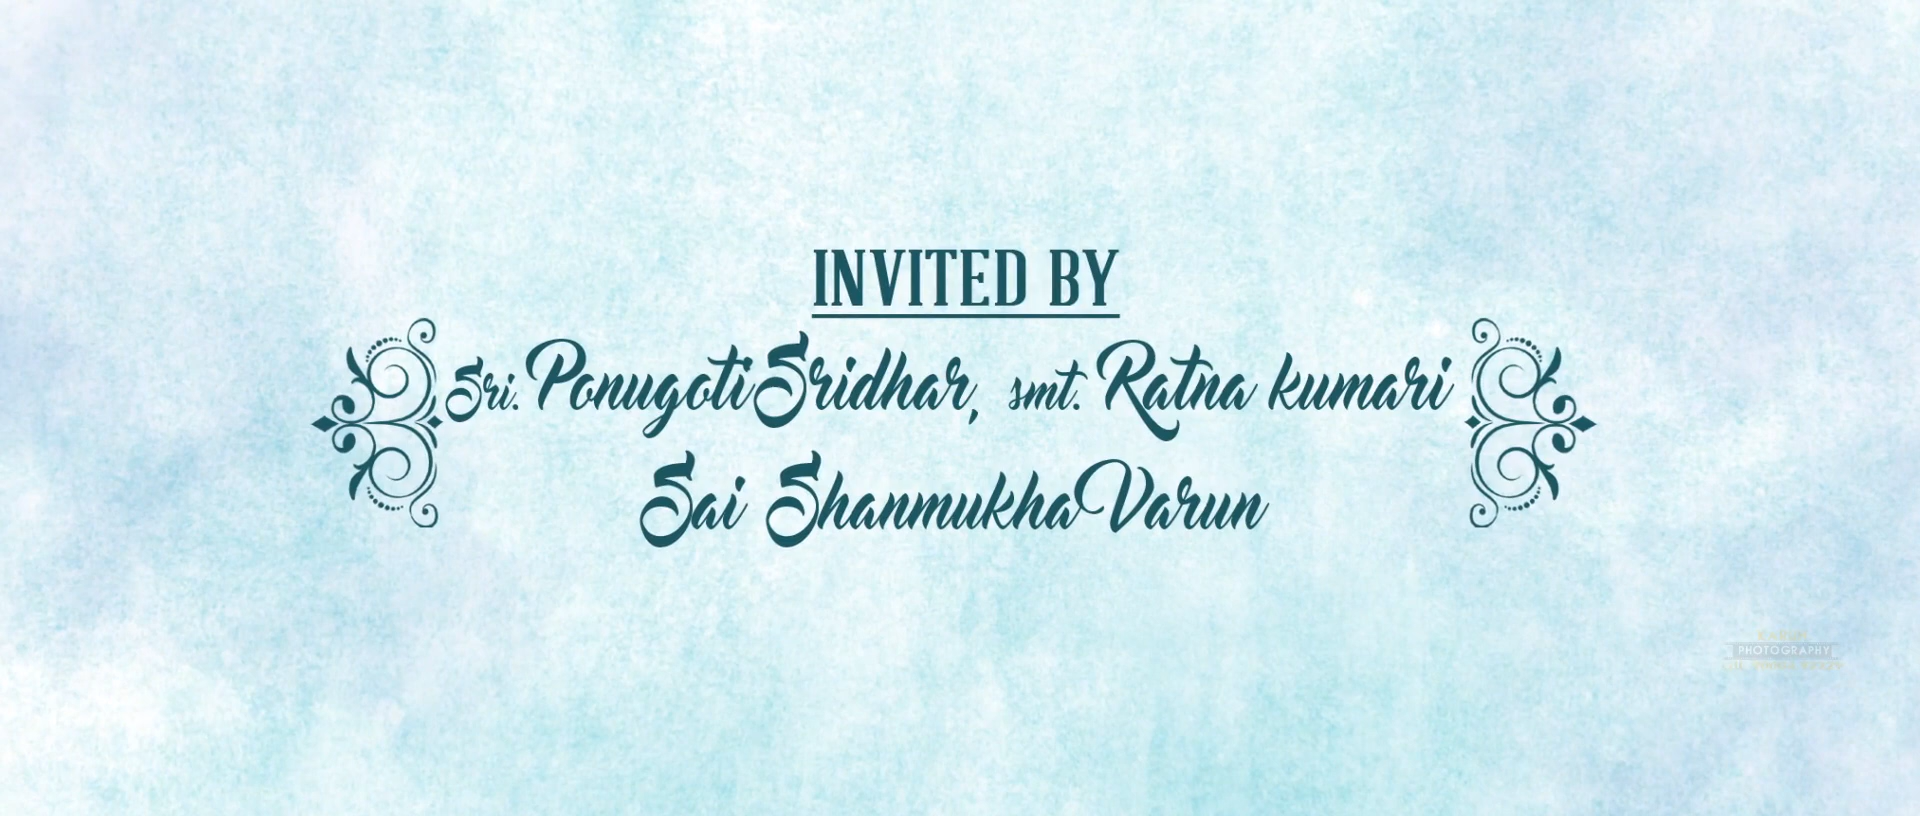 INVITED BY
Sri. Ponugoti Sridhar, smt. Ratna kumari
Sai Shanmukha Varun
PHOTOGRAPHY